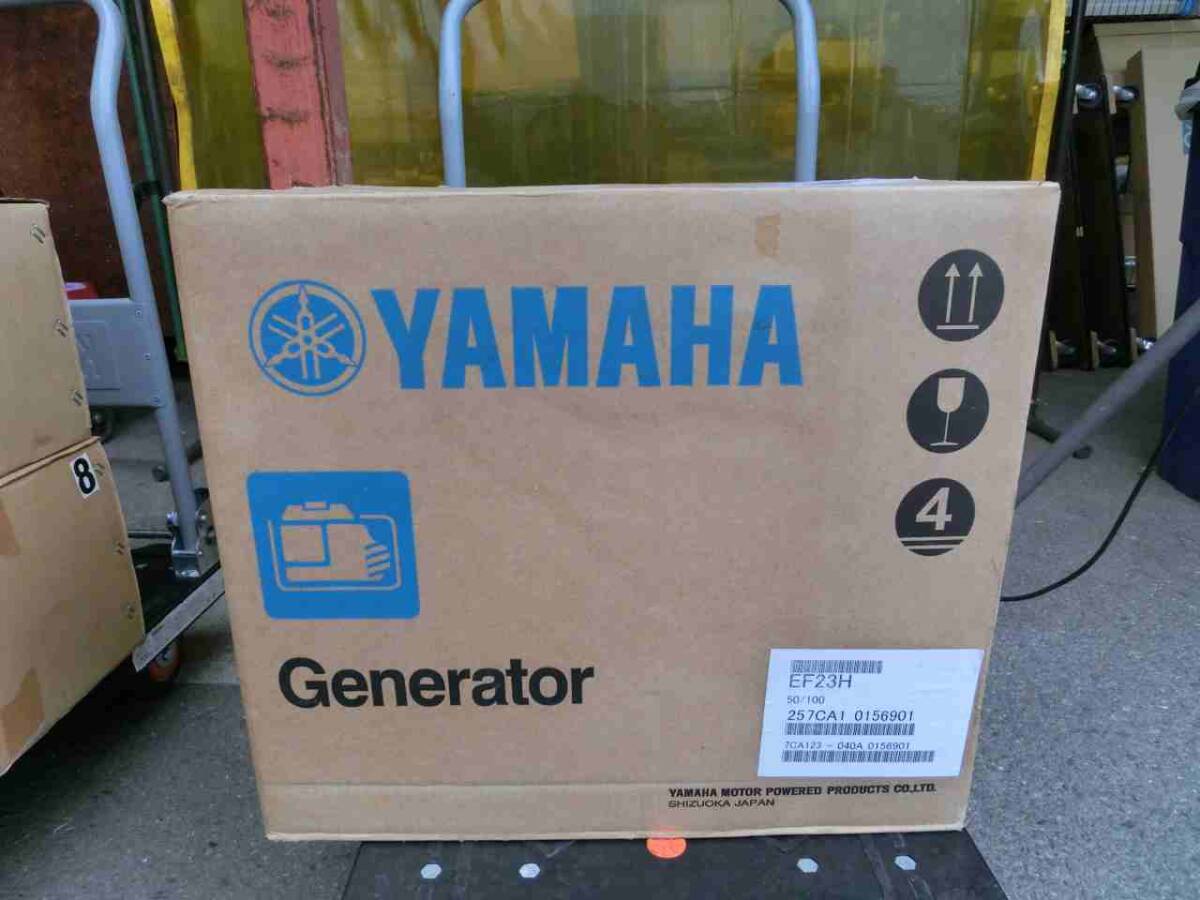 YAMAHA
4
8
Generator
EF23H
50/100
257CA1 0156901
7CA123-040A 0156901
YAMAHA MOTOR POWERED PRODUCTS CO.,LTD.
SHIZUOKA JAPAN